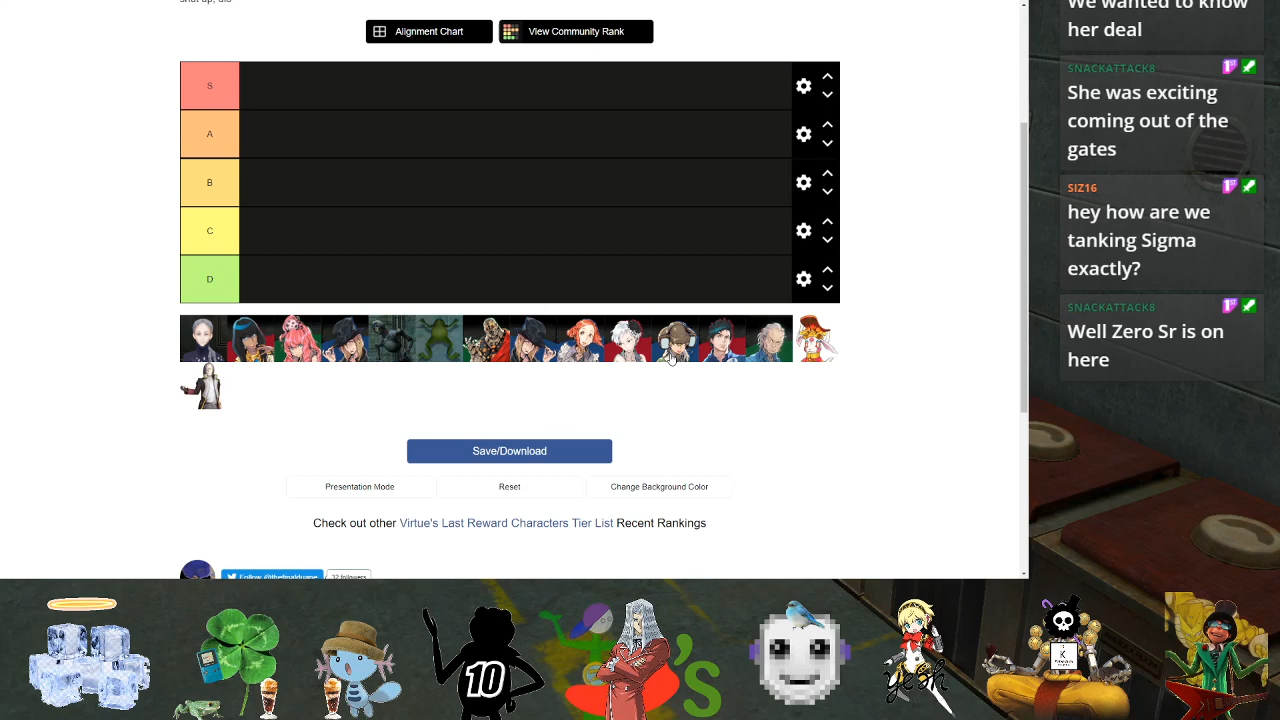 Alignment Chart
View Community Rank
S
A
B
C
D
Save/Download
Presentation Mode
Reset
Change Background Color
Check out other Virtue's Last Reward Characters Tier List Recent Rankings
We wanted to know
her deal
SNACKATTACK8
She was exciting
coming out of the
gates
SIZ16
hey how are we
tanking Sigma
exactly?
SNACKATTACK8
Well Zero Sr is on
here
10
's
yeah
K